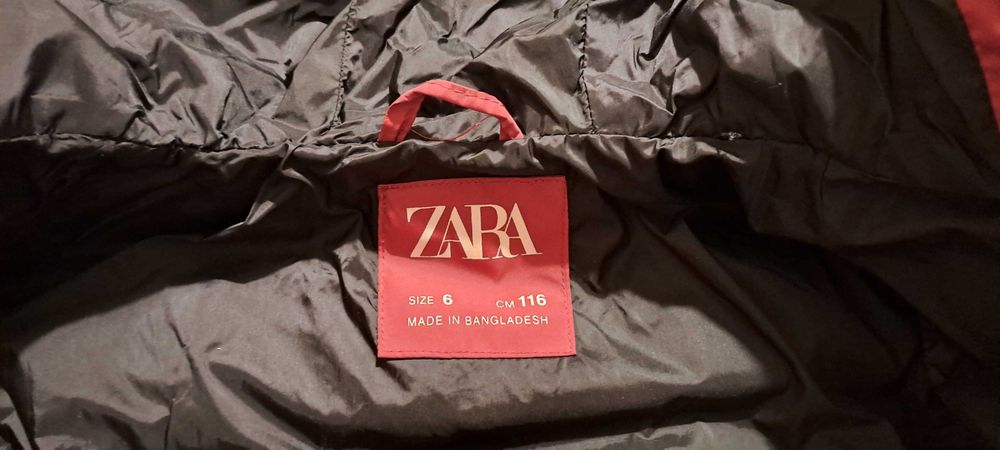 ZARA
SIZE 6 CM 116
MADE IN BANGLADESH